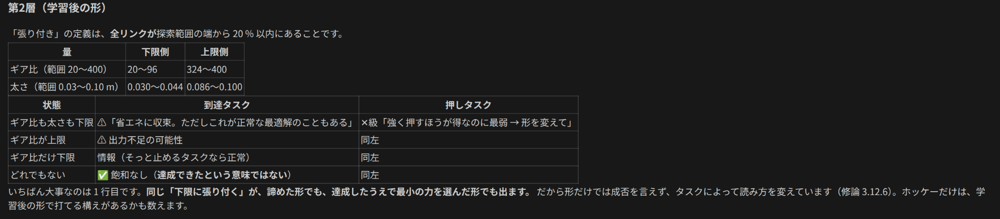 第2層（学習後の形）
「張り付き」の定義は、全リンクが探索範囲の端から 20 % 以内にあることです。
量 下限側 上限側
ギア比（範囲 20〜400） 20〜96 324〜400
太さ（範囲 0.03〜0.10 m） 0.030〜0.044 0.086〜0.100
状態 到達タスク 押しタスク
ギア比も太さも下限 ⚠「省エネに収束。ただしこれが正常な最適解のこともある」 ✕級「強く押すほうが得なのに最弱 → 形を変えて」
ギア比が上限 ⚠ 出力不足の可能性 同左
ギア比だけ下限 情報（そっと止めるタスクなら正常） 同左
どれでもない ✅ 飽和なし（達成できたという意味ではない） 同左
いちばん大事なのは 1 行目です。同じ「下限に張り付く」が、諦めた形でも、達成したうえで最小の力を選んだ形でも出ます。 だから形だけでは成否を言えず、タスクによって読み方を変えています（修論 3.12.6）。ホッケーだけは、学
習後の形で打てる構えがあるかも数えます。